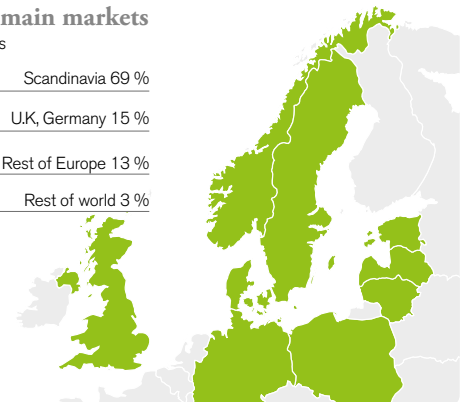 main markets
s
Scandinavia 69 %
U.K, Germany 15 %
Rest of Europe 13 %
Rest of world 3 %